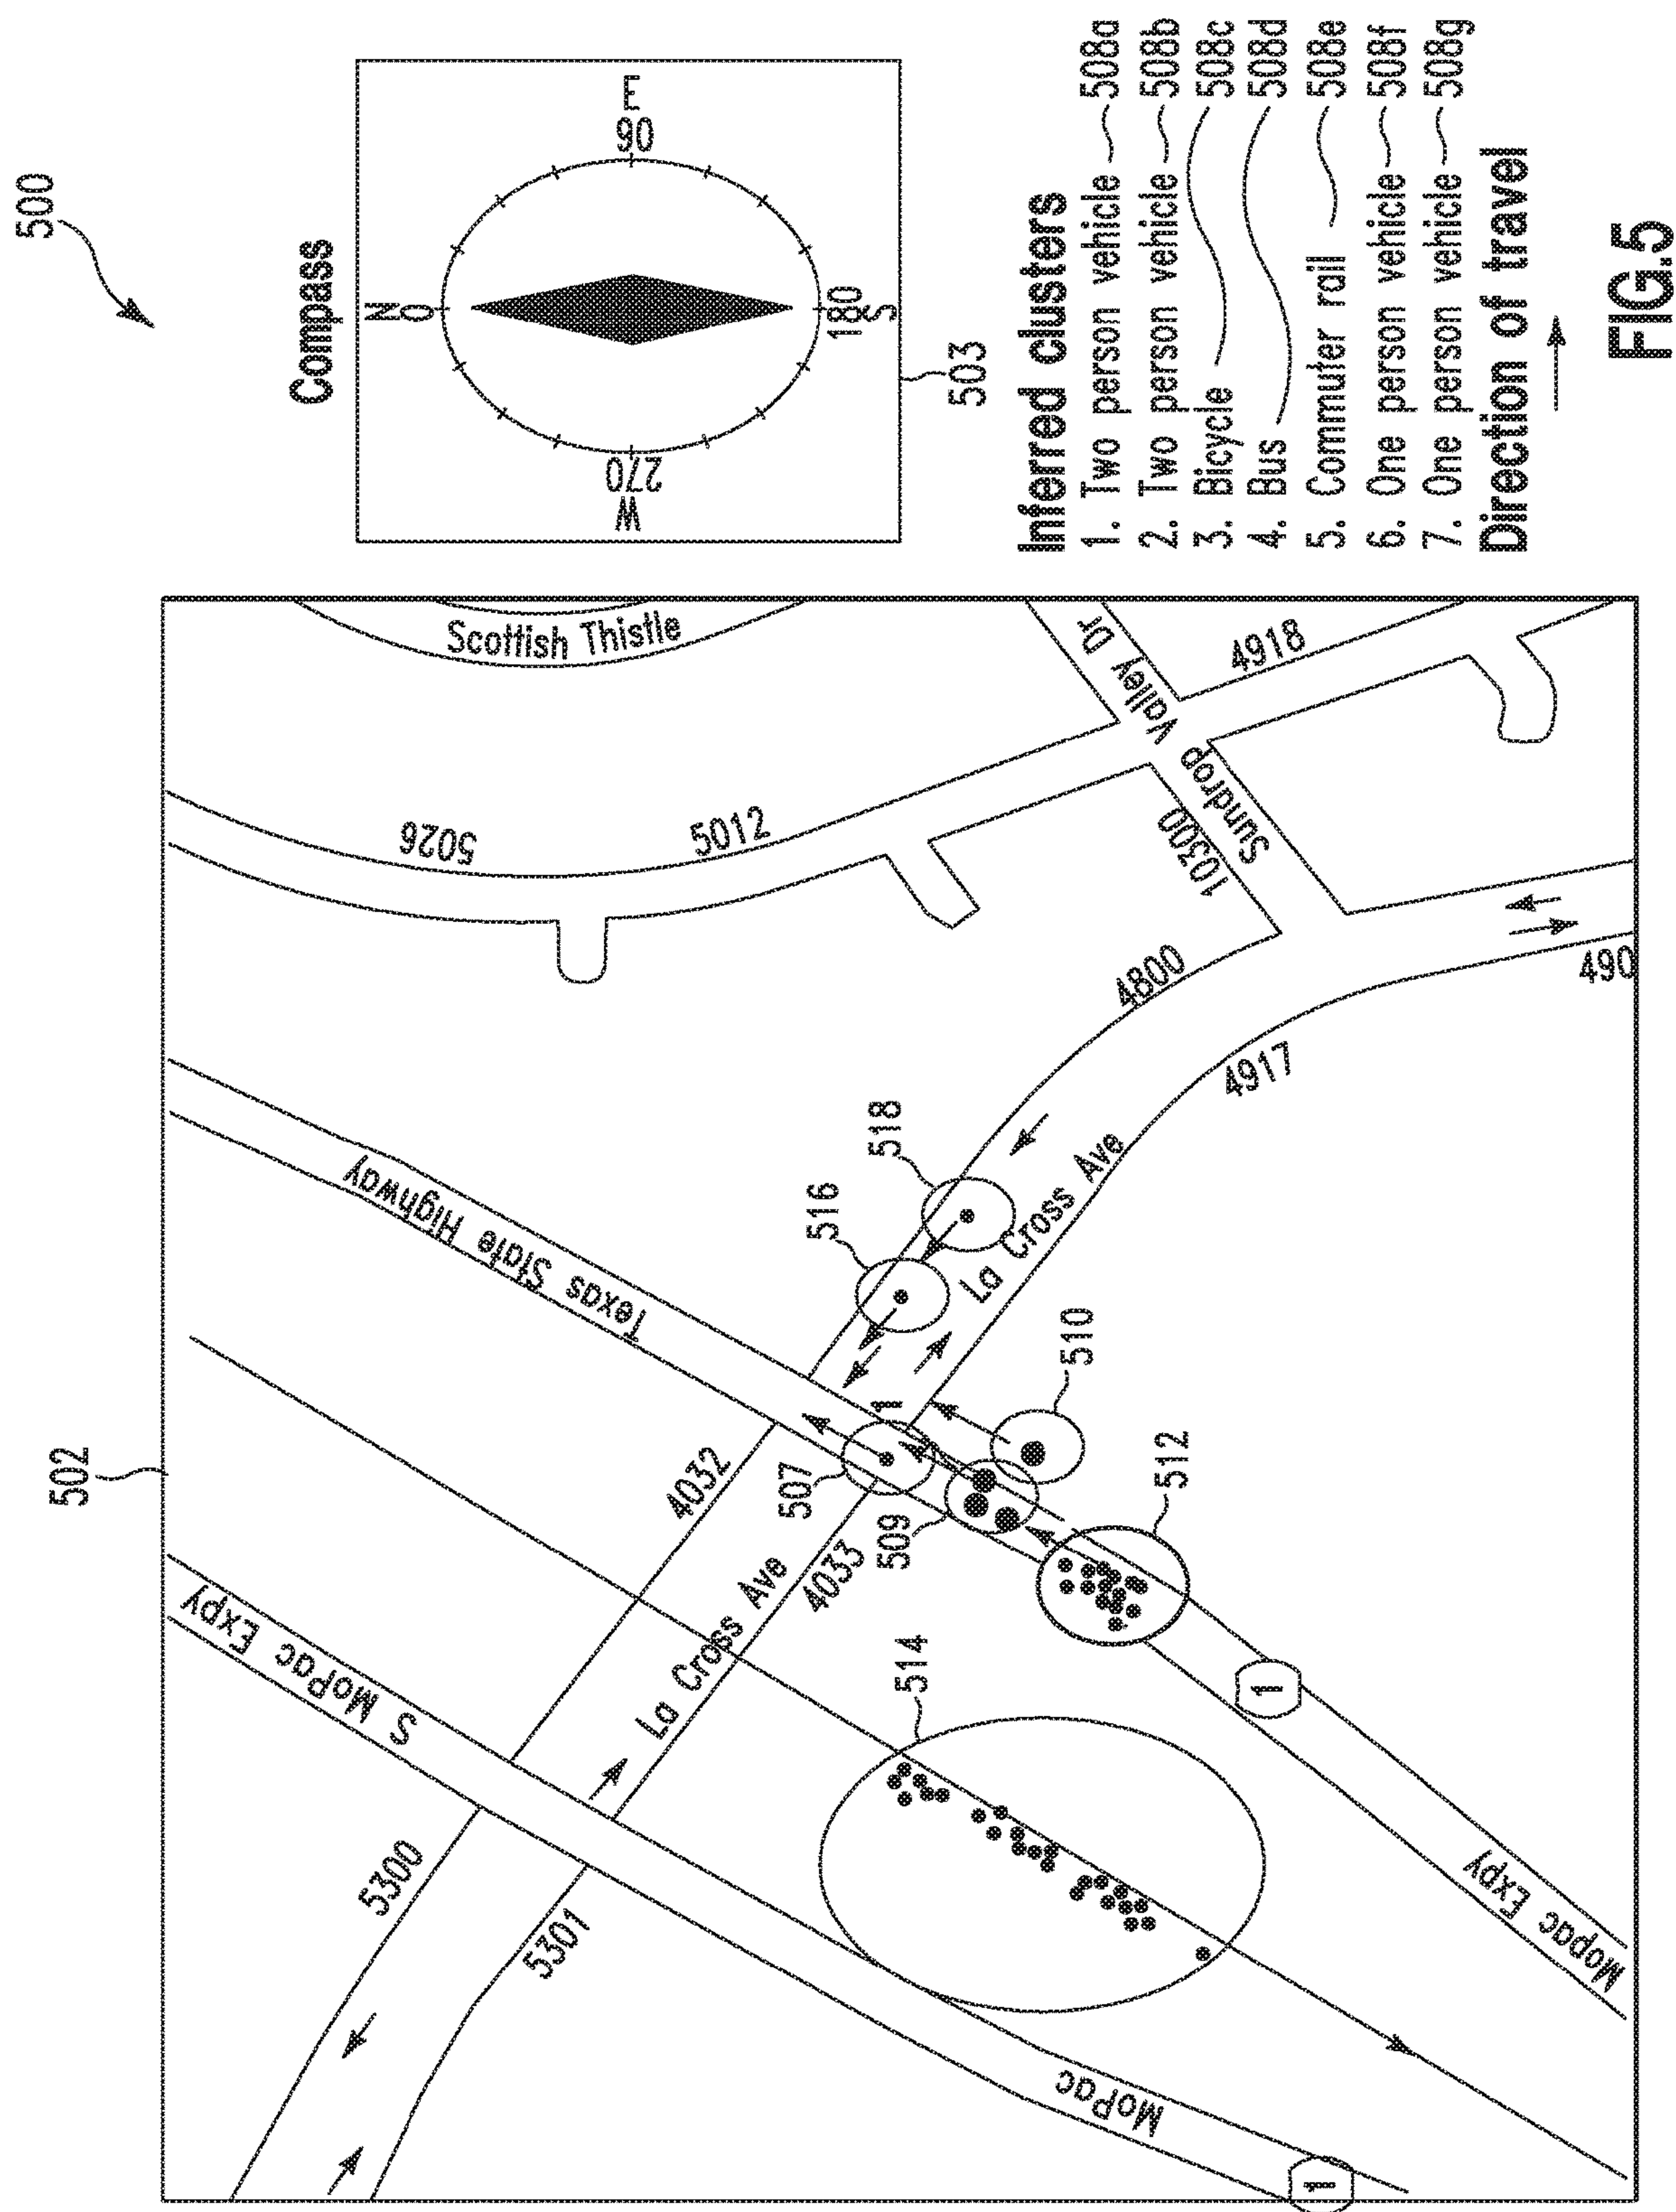 500
502
Compass
N
0
E
90
180
S
270
W
503
Inferred clusters
1. Two person vehicle 508a
2. Two person vehicle 508b
3. Bicycle 508c
4. Bus 508d
5. Commuter rail 508e
6. One person vehicle 508f
7. One person vehicle 508g
Direction of travel
S MoPac Expy
Texas State Highway
5026
Scottish Thistle
5012
5300
5301
La Cross Ave
4032
4033
507
1
516
518
509
510
512
514
La Cross Ave
4800
4917
10300
Sundrop Valley Dr
4918
490
MoPac
1
1
Mopac Expy
FIG.5